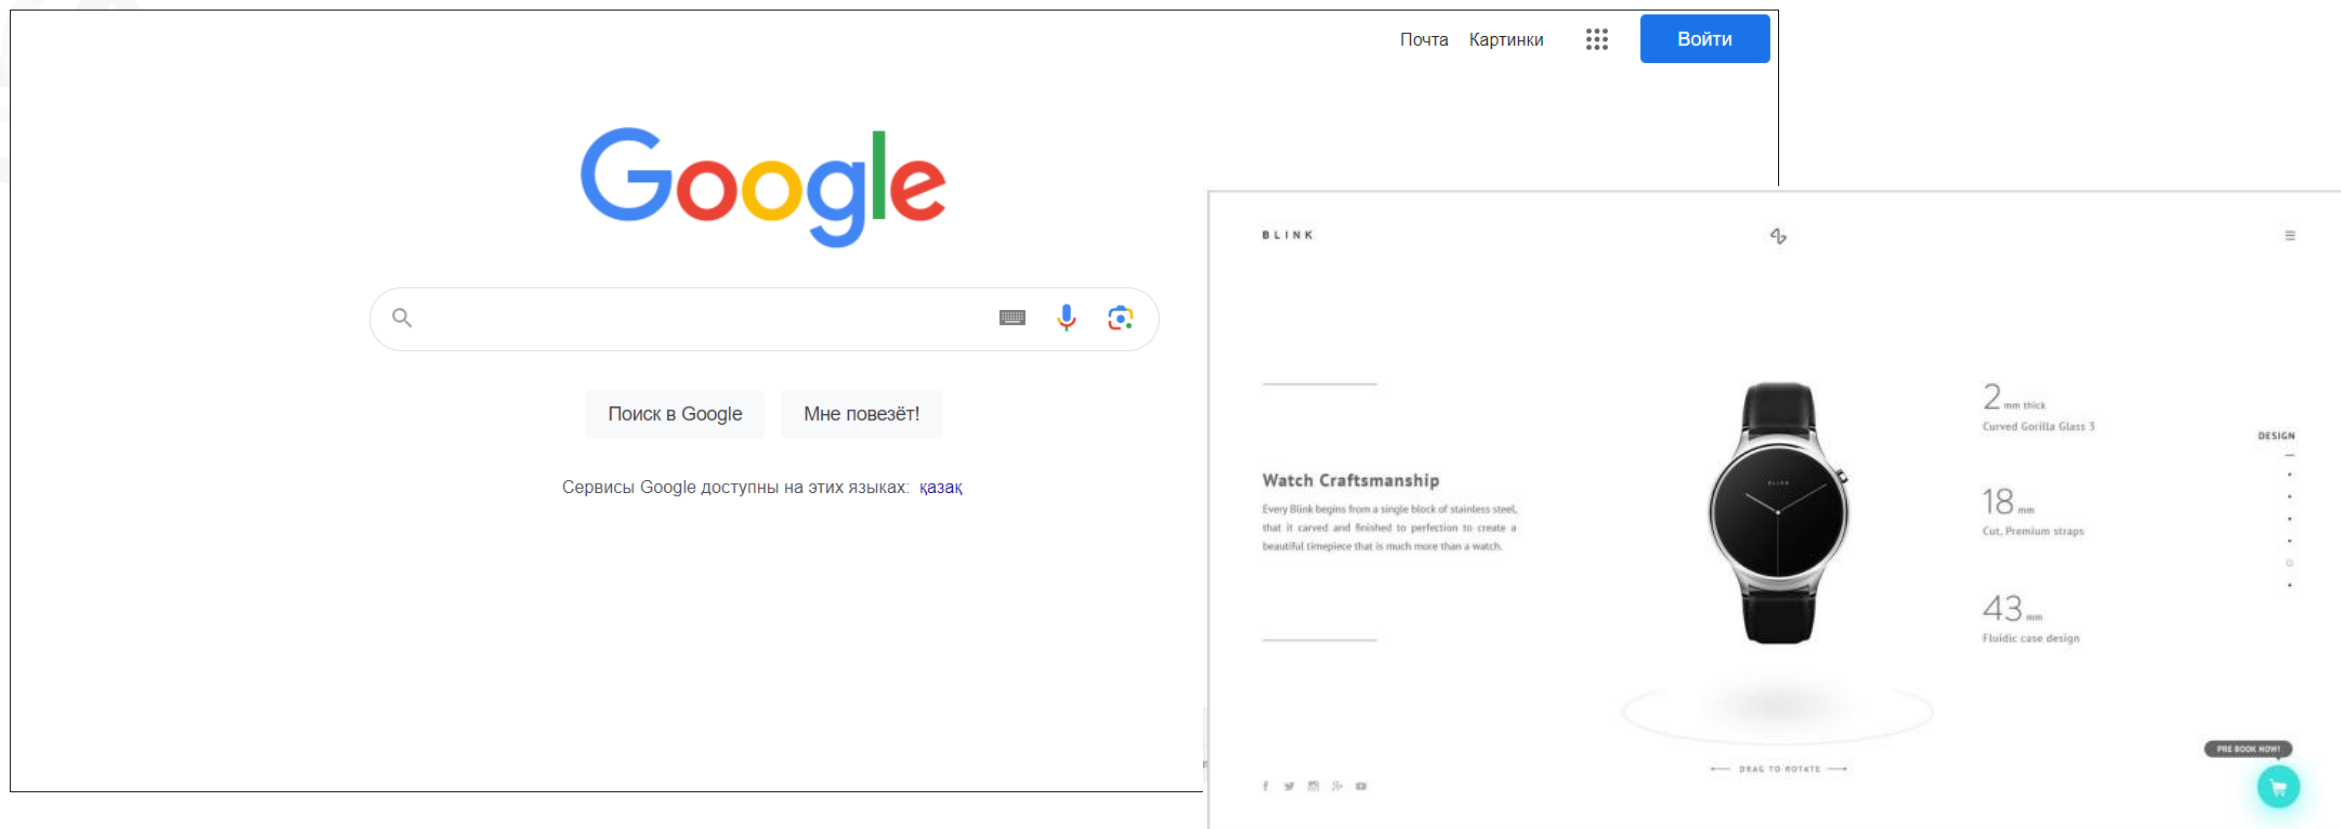 Почта Картинки Войти
Google
Поиск в Google Мне повезёт!
Сервисы Google доступны на этих языках: қазақ
BLINK
Watch Craftsmanship
Every Blink begins from a single block of stainless steel,
that it carved and finished to perfection to create a
beautiful timepiece that is much more than a watch.
BLINK
2 mm thick
Curved Gorilla Glass 3
18 mm
Cut, Premium straps
43 mm
Fluidic case design
DESIGN
DRAG TO ROTATE
PRE BOOK NOW!